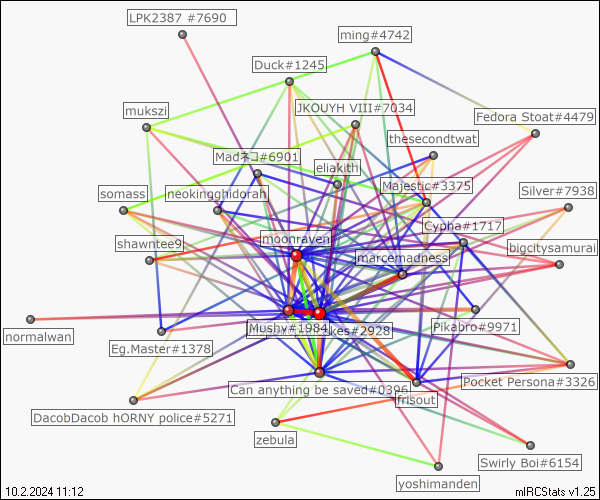 LPK2387 #7690
ming#4742
Duck#1245
JKOUYH VIII#7034
mukszi
Fedora Stoat#4479
thesecondtwat
Madネコ#6901
eliakith
Majestic#3375
somass
neokingghidorah
Silver#7938
Cypha#1717
moonraven
shawntee9
bigcitysamurai
marcemadness
Mushy#1984
kes#2928
Pikabro#9971
normalwan
Eg.Master#1378
Pocket Persona#3326
Can anything be saved#0396
frisout
DacobDacob hORNY police#5271
zebula
Swirly Boi#6154
yoshimanden
10.2.2024 11:12
mIRCStats v1.25